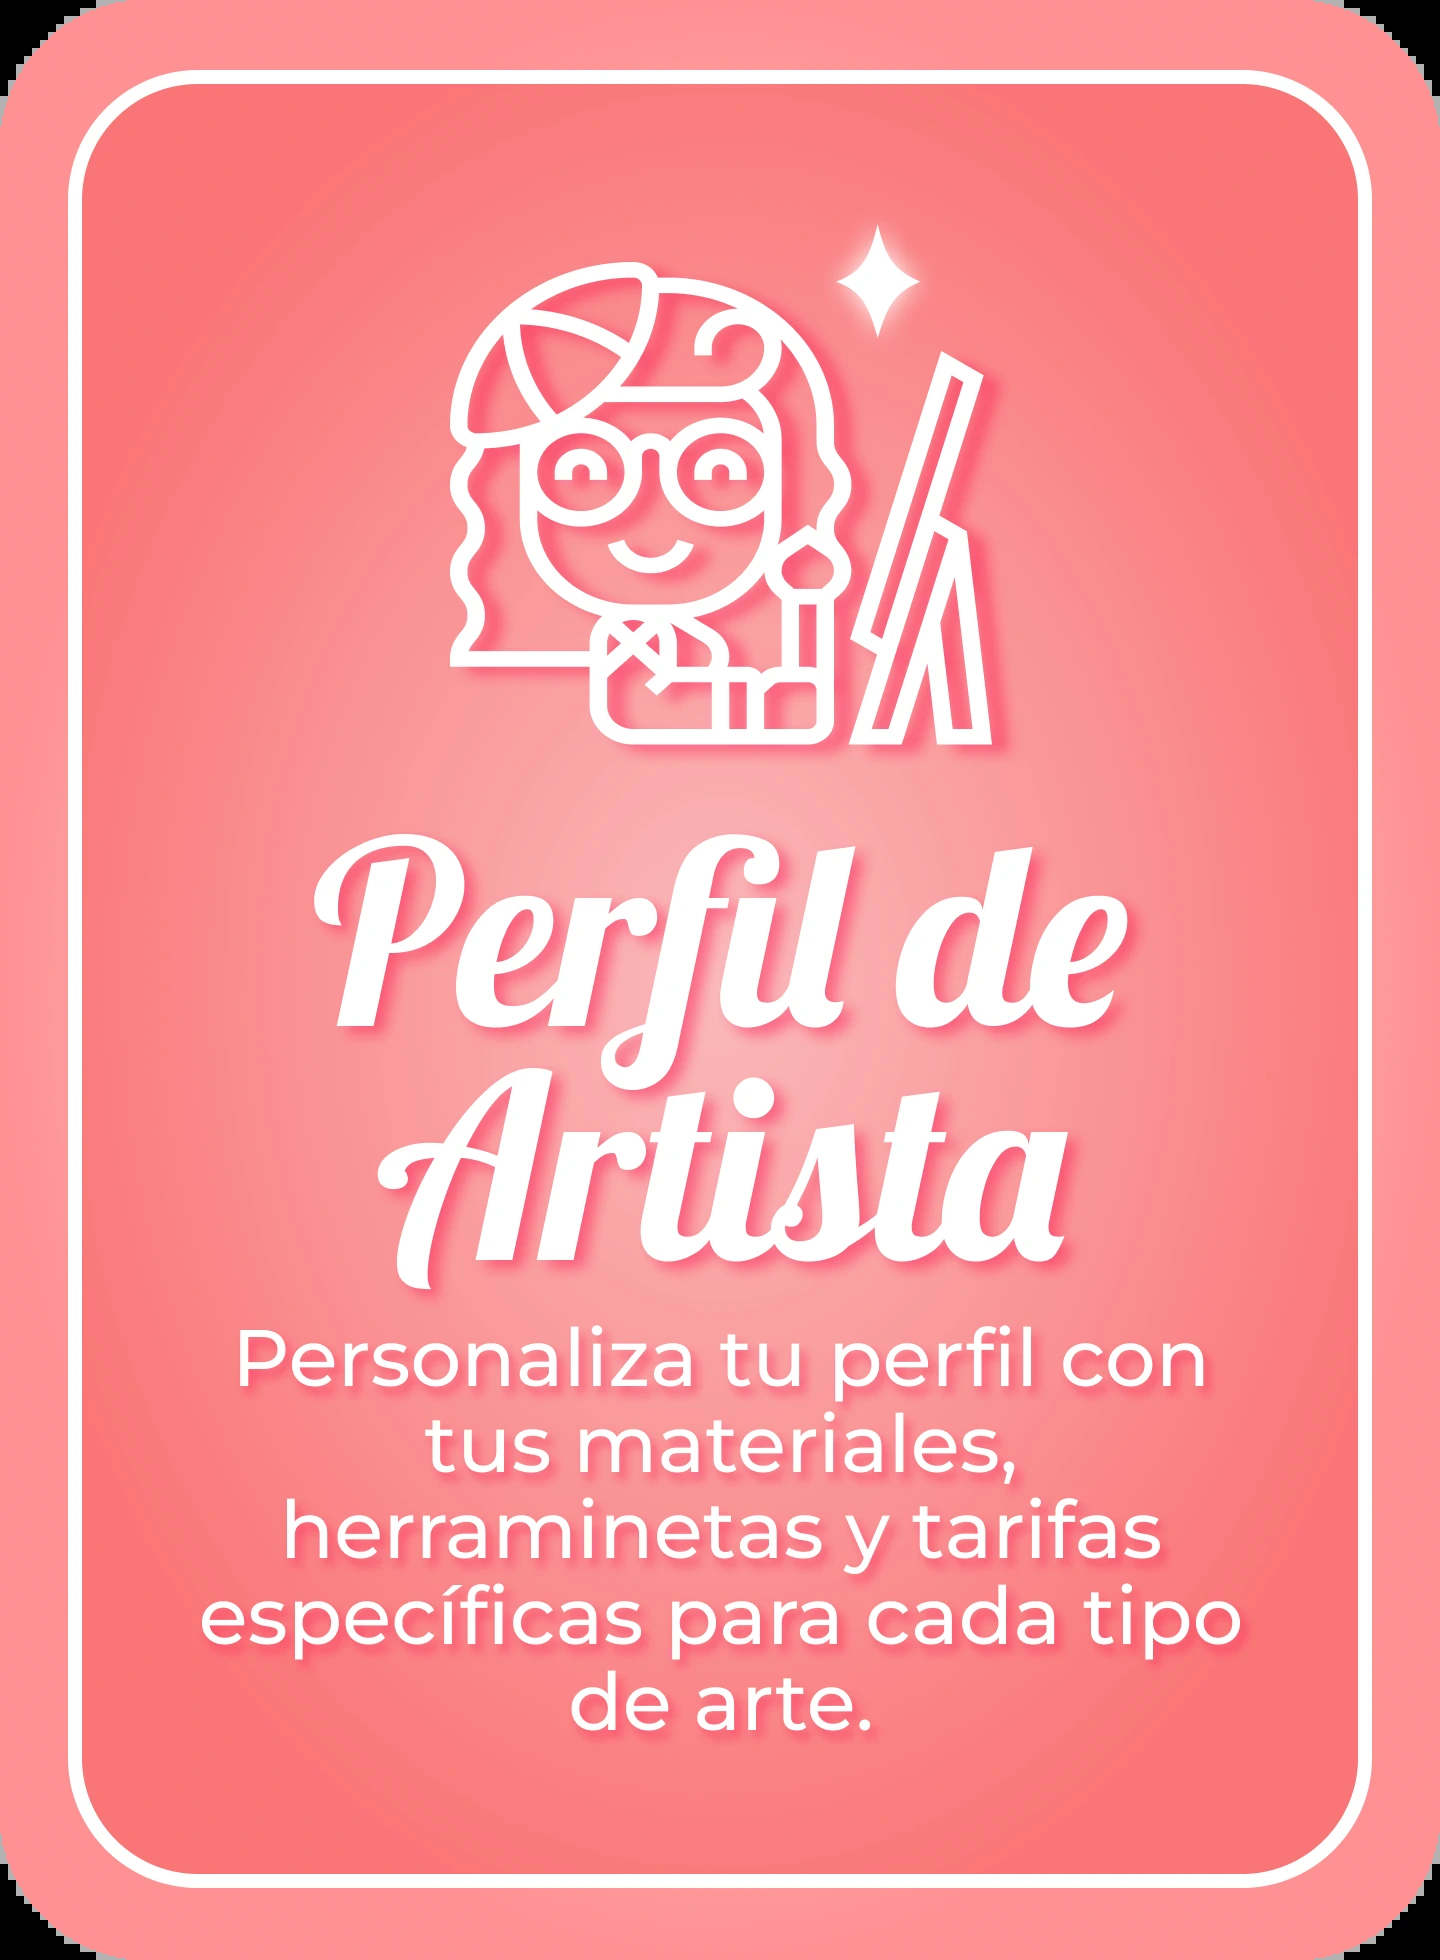 Perfil de
Artista
Personaliza tu perfil con
tus materiales,
herraminetas y tarifas
específicas para cada tipo
de arte.